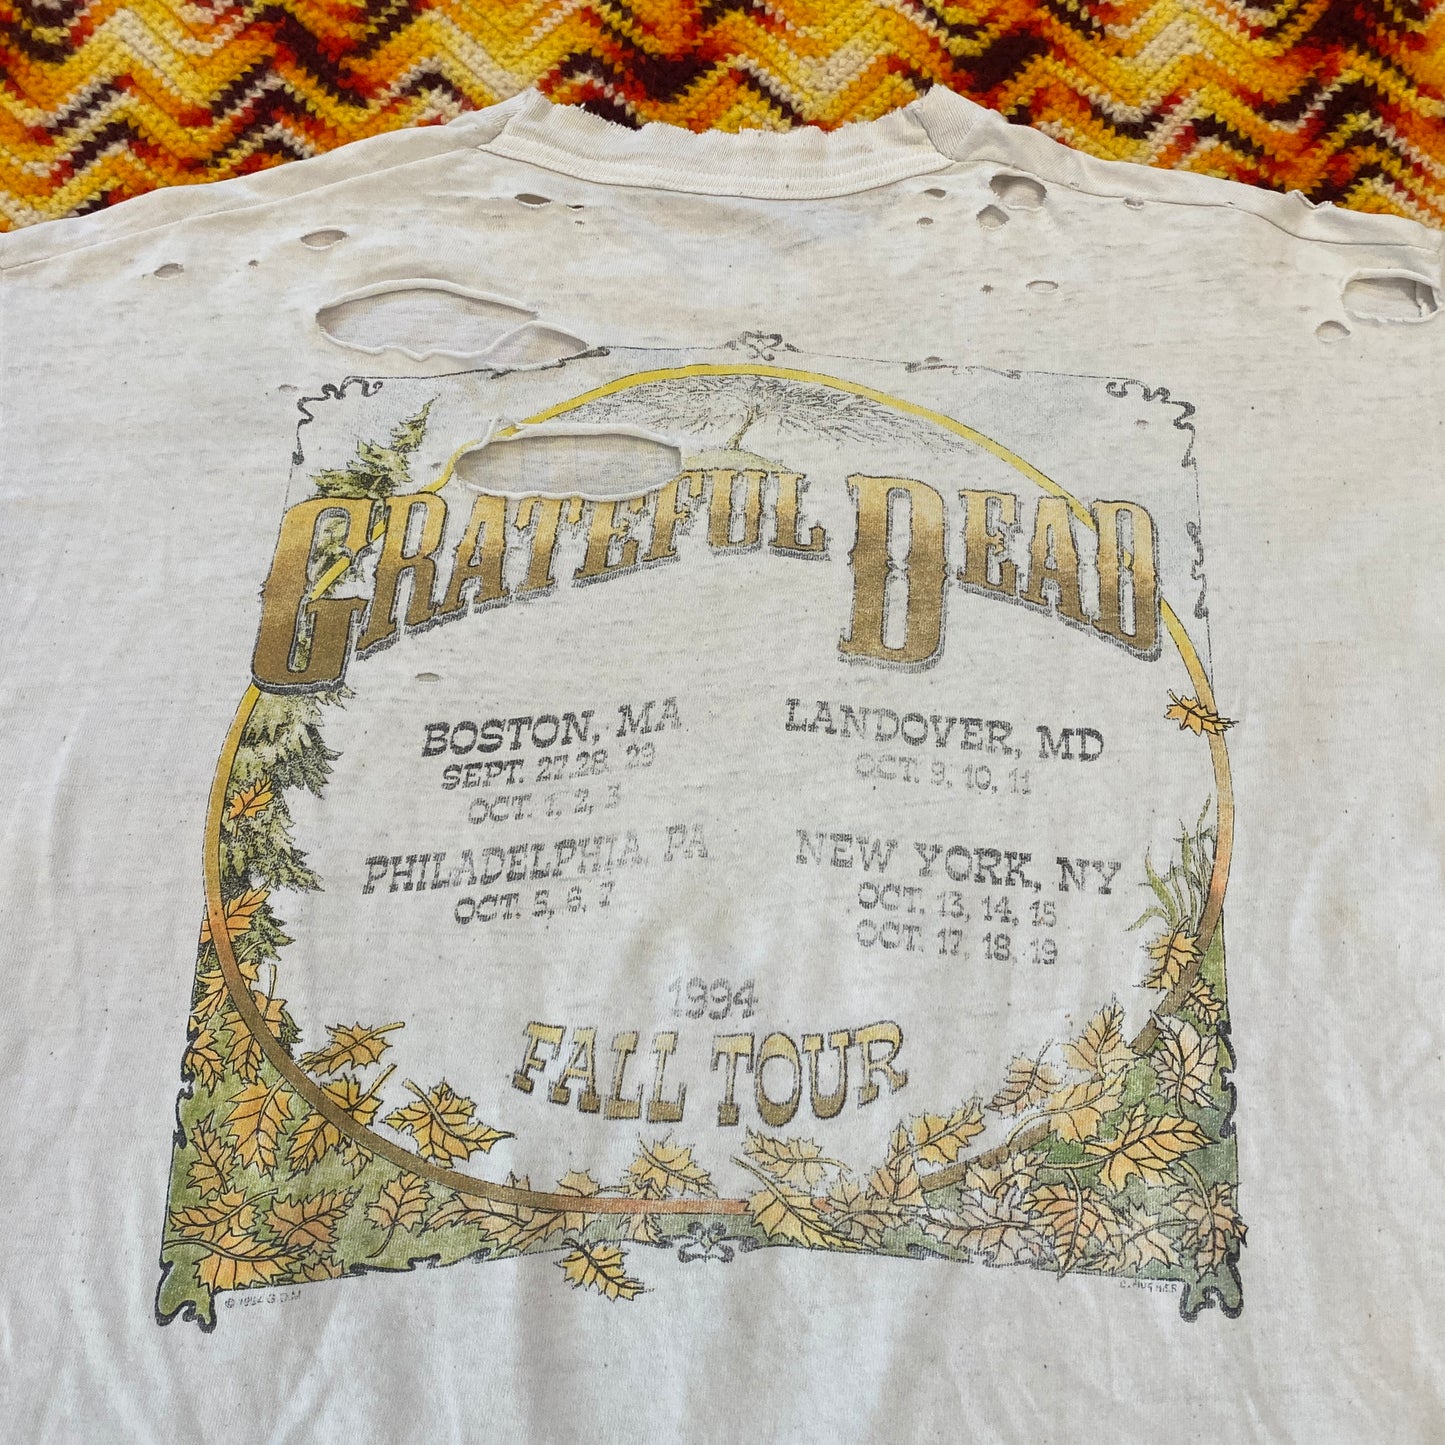 GRATEFUL DEAD
BOSTON, MA
SEPT. 27.28, 29
OCT. 1, 2, 3
PHILADELPHIA, PA
OCT. 5, 6, 7
LANDOVER, MD
OCT. 9, 10, 11
NEW YORK, NY
OCT. 13, 14, 15
OCT. 17, 18, 19
1994
FALL TOUR
© 1994 G.D.M
C. HUGHES